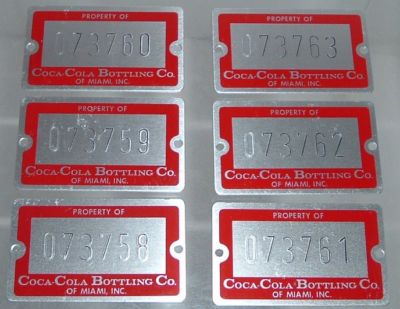 PROPERTY OF
073760
COCA-COLA BOTTLING CO.
OF MIAMI, INC.
PROPERTY OF
073763
COCA-COLA BOTTLING CO.
OF MIAMI, INC.
PROPERTY OF
073759
COCA-COLA BOTTLING CO.
OF MIAMI, INC.
PROPERTY OF
073762
COCA-COLA BOTTLING CO.
OF MIAMI, INC.
PROPERTY OF
073758
COCA-COLA BOTTLING CO.
OF MIAMI, INC.
PROPERTY OF
073761
COCA-COLA BOTTLING CO.
OF MIAMI, INC.